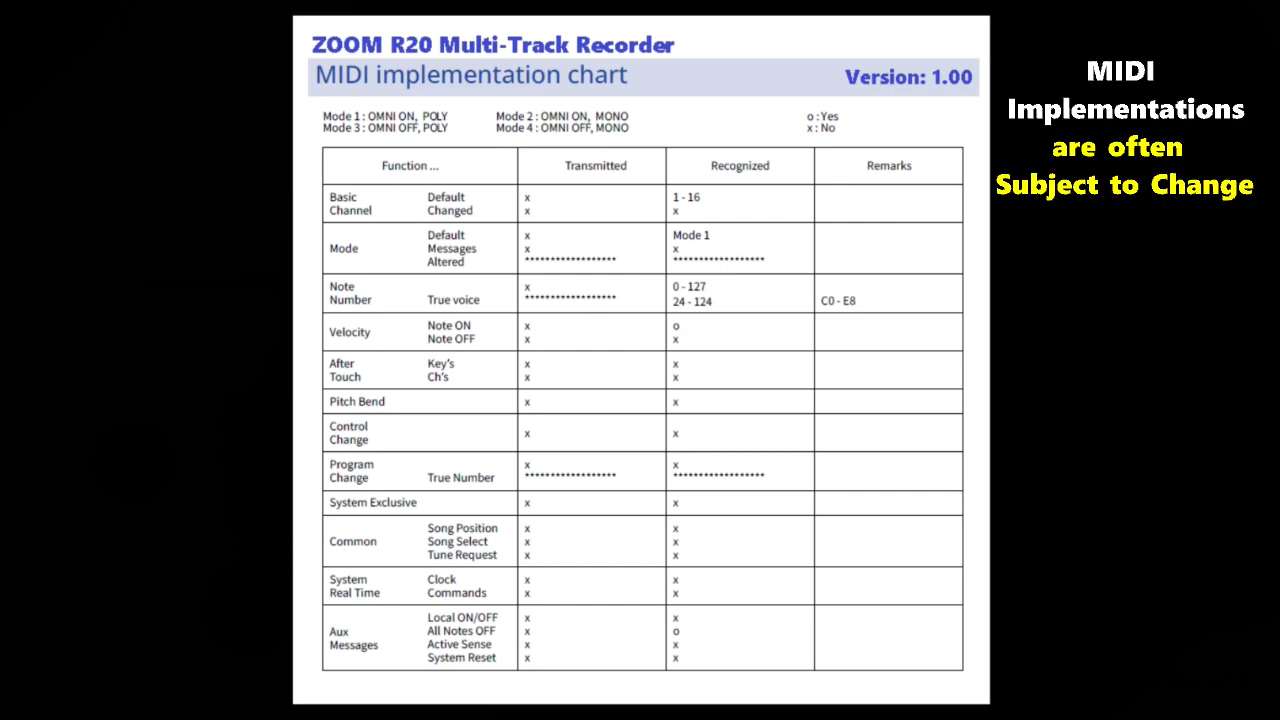 ZOOM R20 Multi-Track Recorder
MIDI implementation chart Version: 1.00
MIDI
Implementations
are often
Subject to Change
Mode 1 : OMNI ON, POLY Mode 2 : OMNI ON, MONO o : Yes
Mode 3 : OMNI OFF, POLY Mode 4 : OMNI OFF, MONO x : No
Function ... Transmitted Recognized Remarks
Basic Default x 1 - 16
Channel Changed x x
Default x Mode 1
Mode Messages x x
Altered ****************** ******************
Note x 0 - 127
Number True voice ****************** 24 - 124 C0 - E8
Velocity Note ON x o
Note OFF x x
After Key's x x
Touch Ch's x x
Pitch Bend x x
Control
Change x x
Program x x
Change True Number ****************** ******************
System Exclusive x x
Song Position x x
Common Song Select x x
Tune Request x x
System Clock x x
Real Time Commands x x
Local ON/OFF x x
Aux All Notes OFF x o
Messages Active Sense x x
System Reset x x